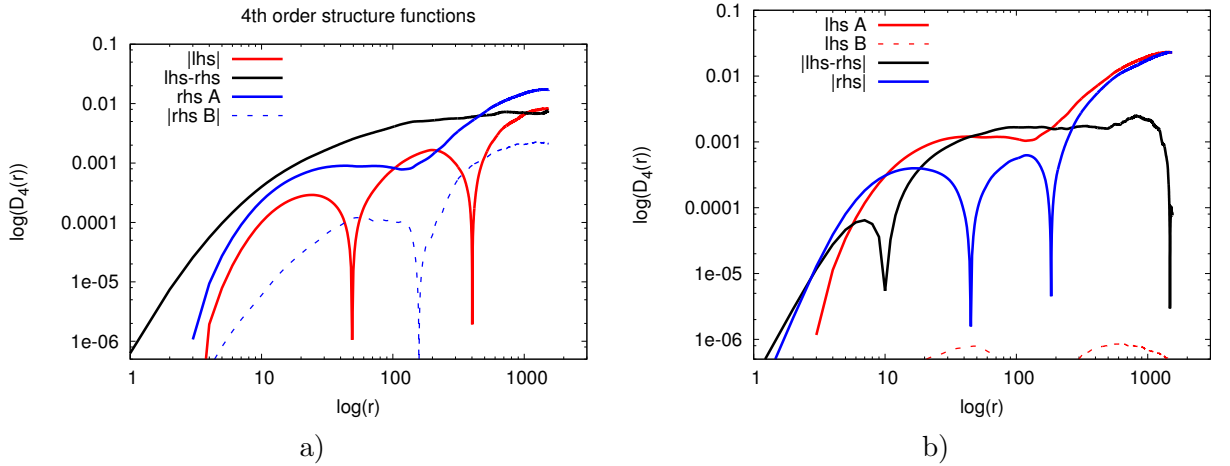 4th order structure functions
log(D4(r))
0.1
0.01
0.001
0.0001
1e-05
1e-06
|lhs|
lhs-rhs
rhs A
|rhs B|
1 10 100 1000
log(r)
a)
log(D4(r))
0.1
0.01
0.001
0.0001
1e-05
1e-06
lhs A
lhs B
|lhs-rhs|
|rhs|
1 10 100 1000
log(r)
b)